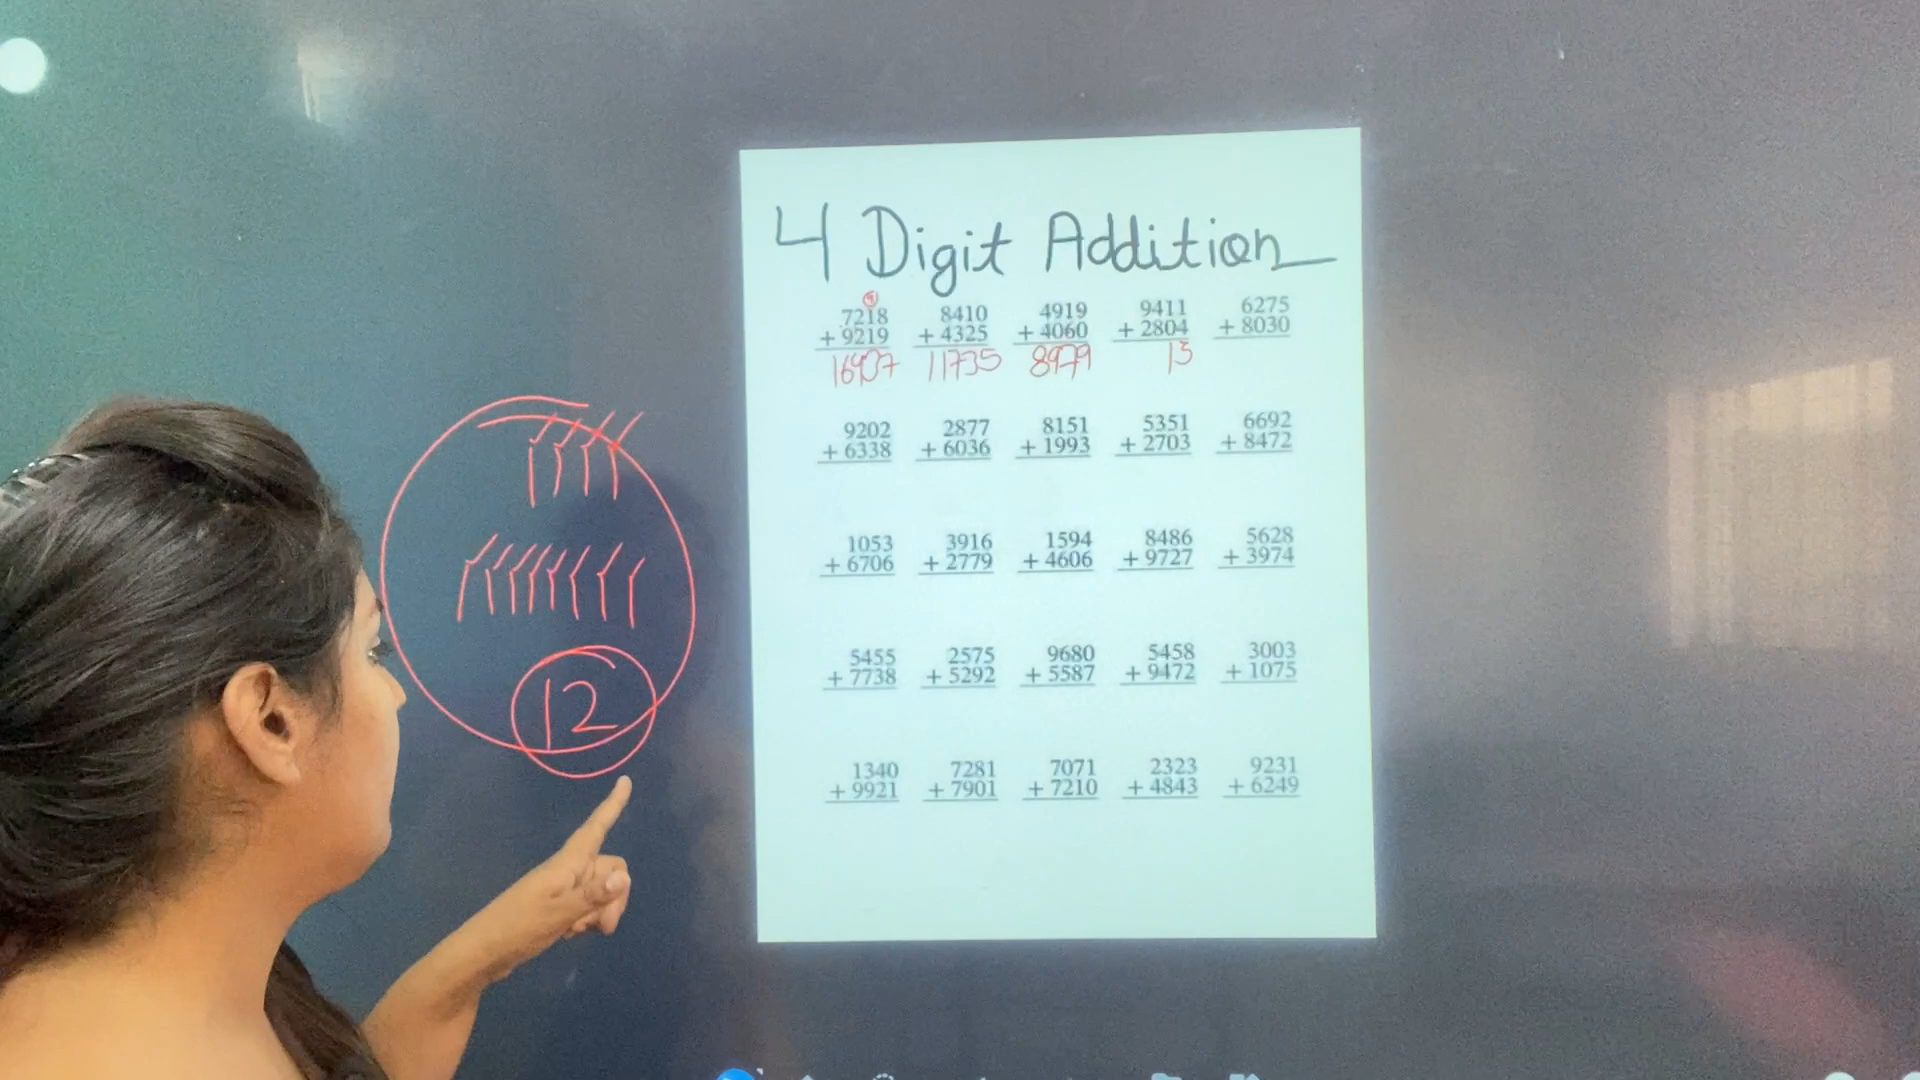 4 Digit Addition
7218 8410 4919 9411 6275
+ 9219 + 4325 + 4060 + 2804 + 8030
11735 8979 15
9202 2877 8151 5351 6692
+ 6338 + 6036 + 1993 + 2703 + 8472
1053 3916 1594 8486 5628
+ 6706 + 2779 + 4606 + 9727 + 3974
5455 2575 9680 5458 3003
+ 7738 + 5292 + 5587 + 9472 + 1075
1340 7281 7071 2323 9231
+ 9921 + 7901 + 7210 + 4843 + 6249
12